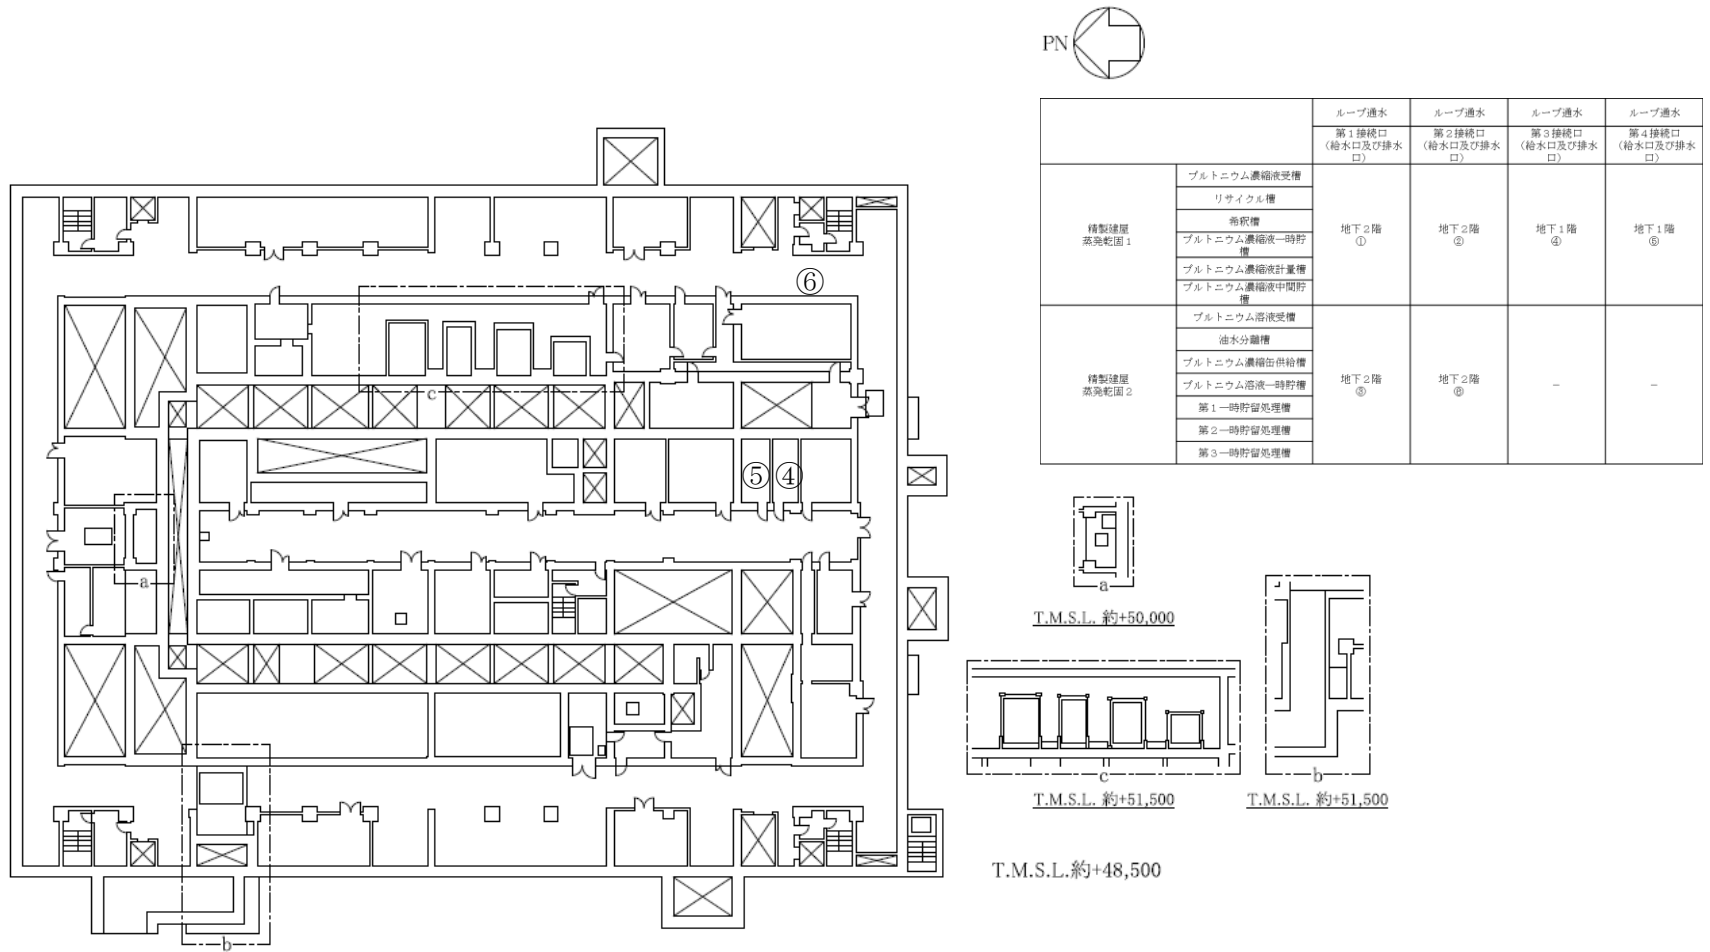 PN
ループ通水
ループ通水
ループ通水
ループ通水
第1接続口
(給水口及び排水
口)
第2接続口
(給水口及び排水
口)
第3接続口
(給水口及び排水
口)
第4接続口
(給水口及び排水
口)
精製建屋
蒸発乾固1
プルトニウム濃縮液受槽
リサイクル槽
希釈槽
プルトニウム濃縮液一時貯
槽
プルトニウム濃縮液計量槽
プルトニウム濃縮液中間貯
槽
地下2階
①
地下2階
②
地下1階
④
地下1階
⑤
精製建屋
蒸発乾固2
プルトニウム溶液受槽
油水分離槽
プルトニウム濃縮缶供給槽
プルトニウム溶液一時貯槽
第1一時貯留処理槽
第2一時貯留処理槽
第3一時貯留処理槽
地下2階
③
地下2階
⑥
－
－
⑥
c
⑤
④
a
b
a
T.M.S.L. 約+50,000
c
T.M.S.L. 約+51,500
b
T.M.S.L. 約+51,500
T.M.S.L.約+48,500